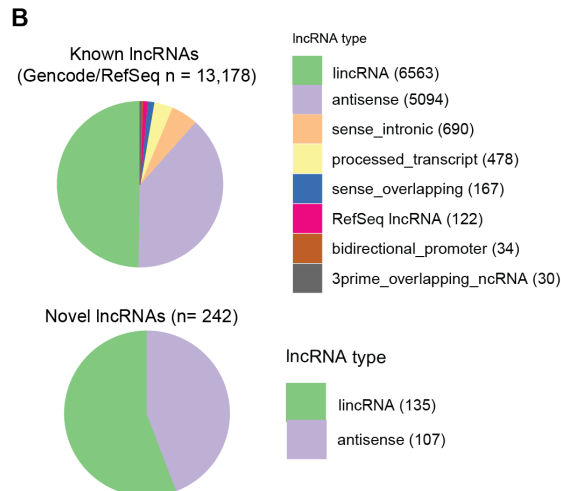 B
Known lncRNAs
(Gencode/RefSeq n = 13,178)
lncRNA type
lincRNA (6563)
antisense (5094)
sense_intronic (690)
processed_transcript (478)
sense_overlapping (167)
RefSeq lncRNA (122)
bidirectional_promoter (34)
3prime_overlapping_ncRNA (30)
Novel lncRNAs (n= 242)
lncRNA type
lincRNA (135)
antisense (107)